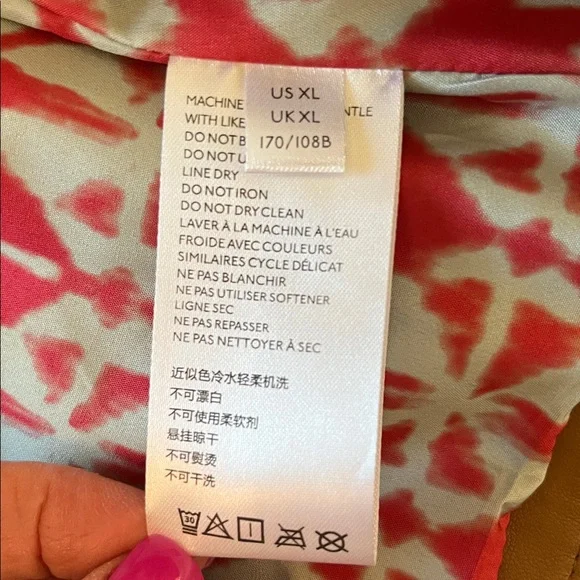 US XL
UK XL
170/108B
MACHINE NTLE
WITH LIKE
DO NOT B
DO NOT U
LINE DRY
DO NOT IRON
DO NOT DRY CLEAN
LAVER À LA MACHINE À L'EAU
FROIDE AVEC COULEURS
SIMILAIRES CYCLE DÉLICAT
NE PAS BLANCHIR
NE PAS UTILISER SOFTENER
LIGNE SEC
NE PAS REPASSER
NE PAS NETTOYER À SEC
近似色冷水轻柔机洗
不可漂白
不可使用柔软剂
悬挂晾干
不可熨烫
不可干洗
30